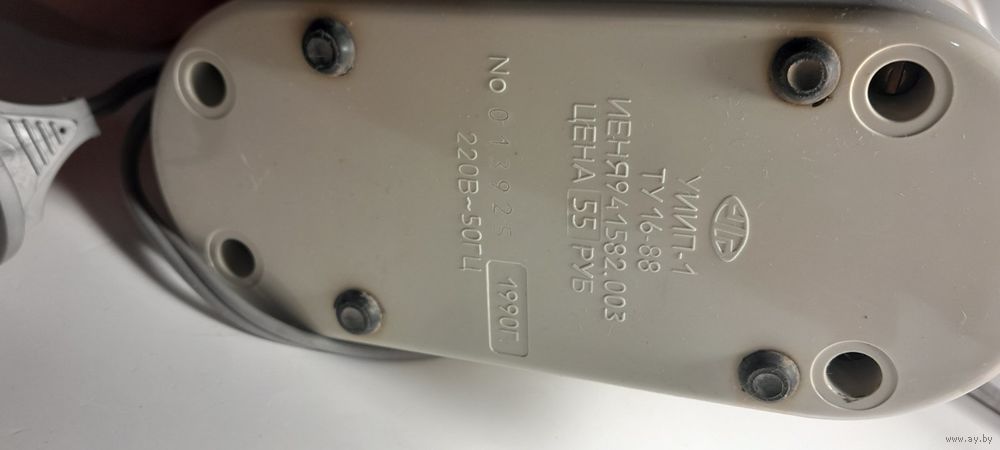 УИИП-1
ТУ 16-88
ИЕНЯ941582.003
ЦЕНА 55 РУБ
No 013925 1990Г.
220В~50ГЦ
www.ay.by